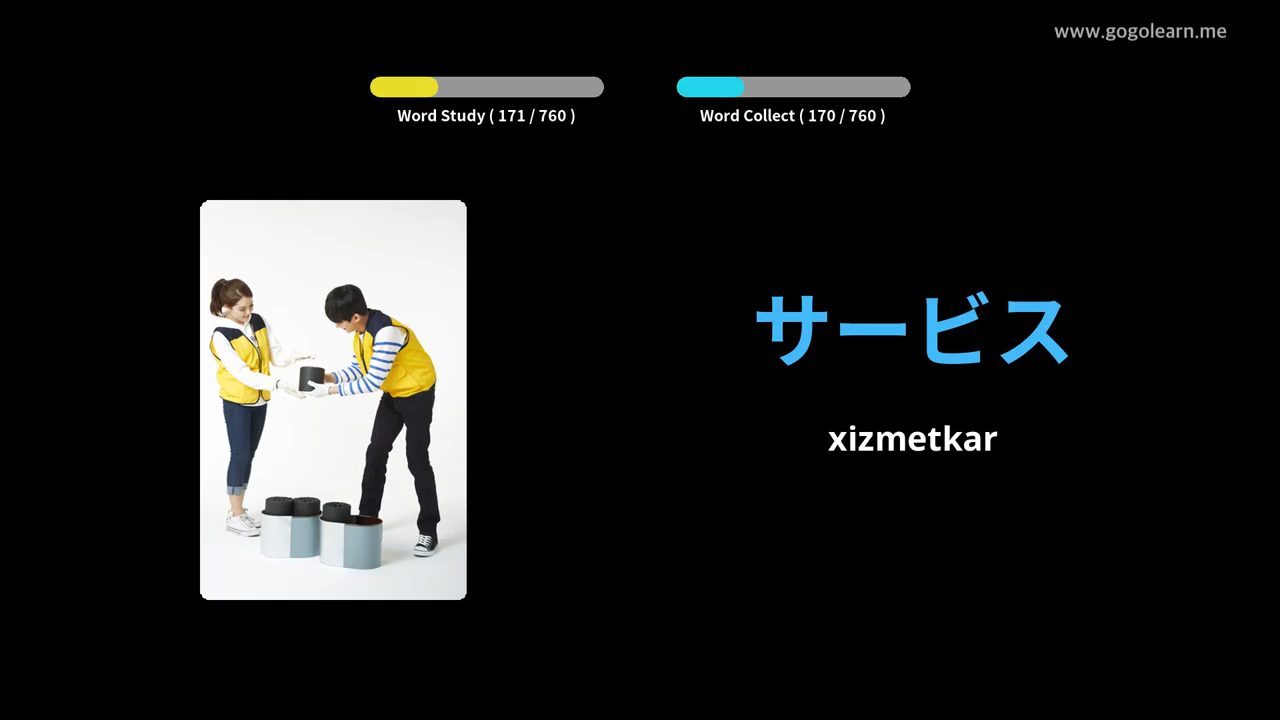 www.gogolearn.me
Word Study ( 171 / 760 )
Word Collect ( 170 / 760 )
サービス
xizmetkar